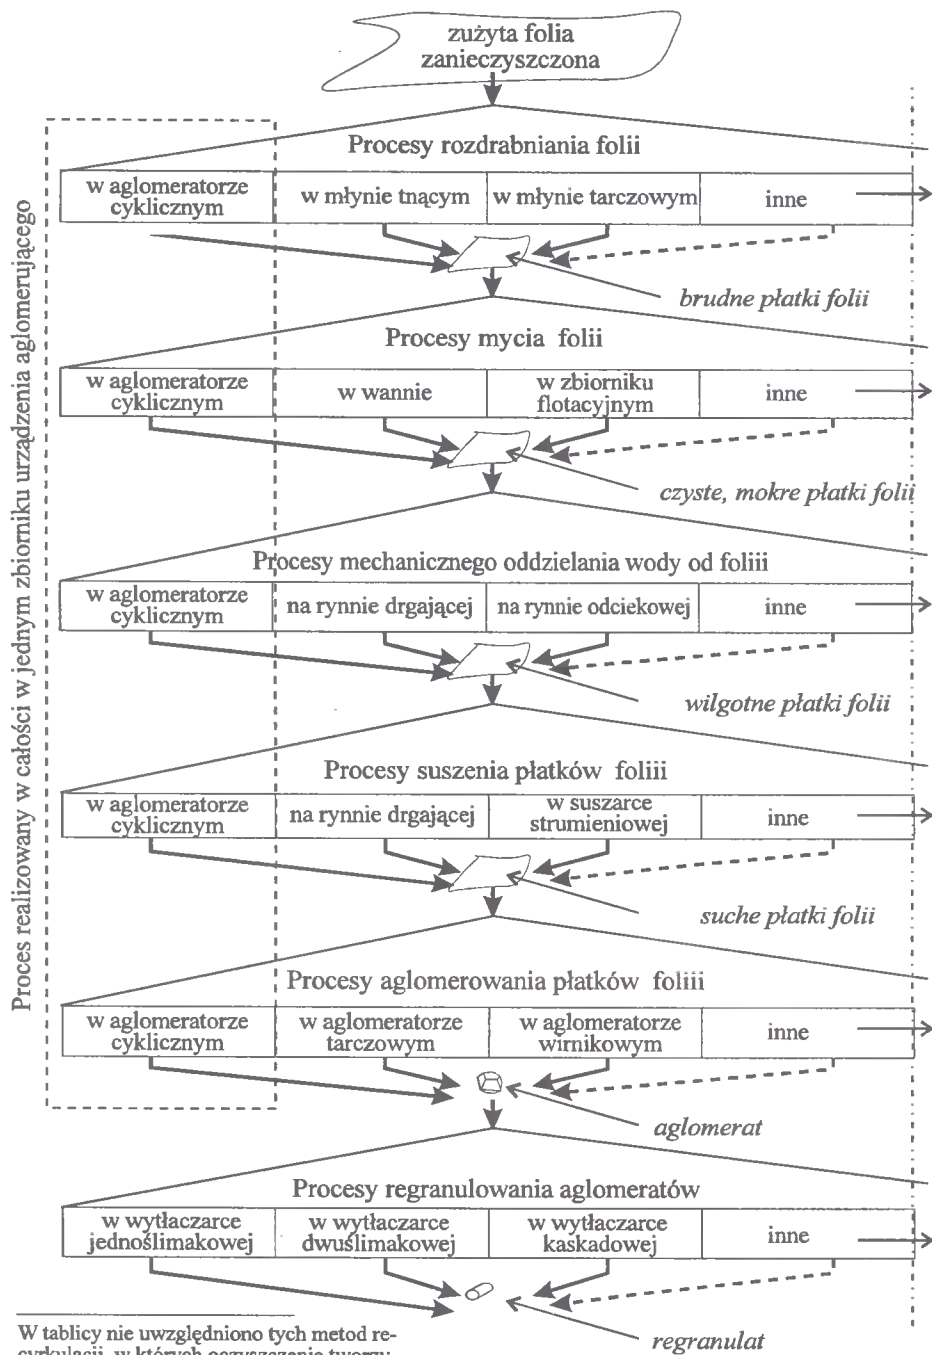 zużyta folia
zanieczyszczona
Procesy rozdrabniania folii
w aglomeratorze
cyklicznym
w młynie tnącym
w młynie tarczowym
inne
brudne płatki folii
Procesy mycia folii
w aglomeratorze
cyklicznym
w wannie
w zbiorniku
flotacyjnym
inne
czyste, mokre płatki folii
Procesy mechanicznego oddzielania wody od foliii
w aglomeratorze
cyklicznym
na rynnie drgającej
na rynnie odciekowej
inne
wilgotne płatki folii
Procesy suszenia płatków foliii
w aglomeratorze
cyklicznym
na rynnie drgającej
w suszarce
strumieniowej
inne
suche płatki folii
Procesy aglomerowania płatków foliii
w aglomeratorze
cyklicznym
w aglomeratorze
tarczowym
w aglomeratorze
wirnikowym
inne
aglomerat
Procesy regranulowania aglomeratów
w wytłaczarce
jednoślimakowej
w wytłaczarce
dwuślimakowej
w wytłaczarce
kaskadowej
inne
regranulat
Proces realizowany w całości w jednym zbiorniku urządzenia aglomerującego
W tablicy nie uwzględniono tych metod re-
cyrkulacji, w których oczyszczanie tworzy-